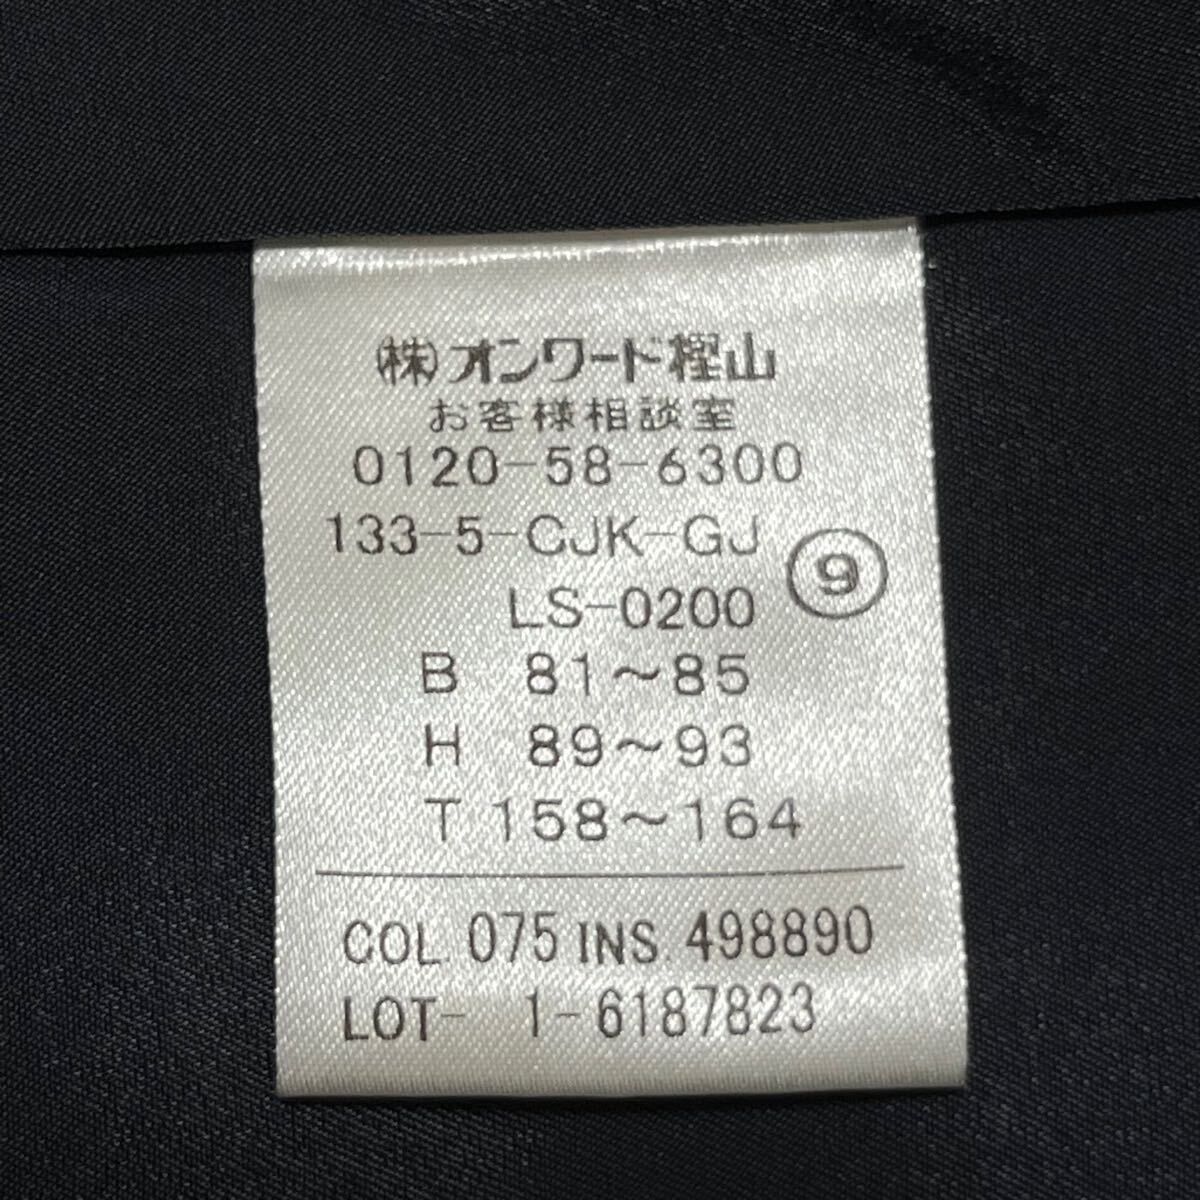 (株)オンワード樫山
お客様相談室
0120-58-6300
133-5-CJK-GJ
9
LS-0200
B 81~85
H 89~93
T 158~164
COL 075 INS. 498890
LOT- 1-6187823